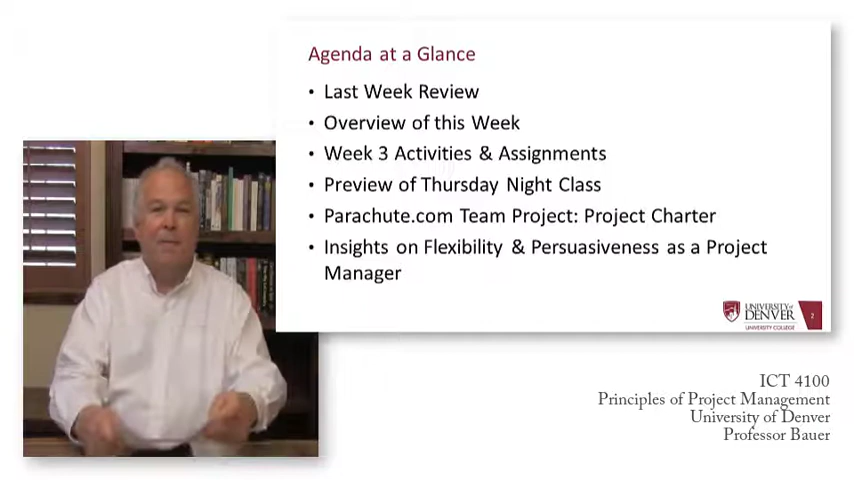 Agenda at a Glance
• Last Week Review
• Overview of this Week
• Week 3 Activities & Assignments
• Preview of Thursday Night Class
• Parachute.com Team Project: Project Charter
• Insights on Flexibility & Persuasiveness as a Project
Manager
UNIVERSITY OF
DENVER
UNIVERSITY COLLEGE
2
ICT 4100
Principles of Project Management
University of Denver
Professor Bauer